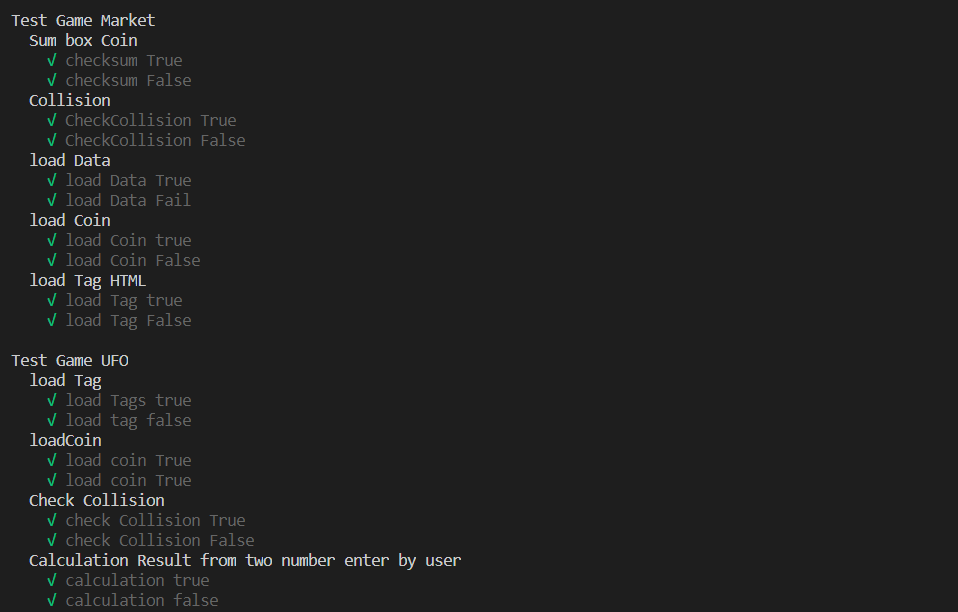 Test Game Market
Sum box Coin
√ checksum True
√ checksum False
Collision
√ CheckCollision True
√ CheckCollision False
load Data
√ load Data True
√ load Data Fail
load Coin
√ load Coin true
√ load Coin False
load Tag HTML
√ load Tag true
√ load Tag False
Test Game UFO
load Tag
√ load Tags true
√ load tag false
loadCoin
√ load coin True
√ load coin True
Check Collision
√ check Collision True
√ check Collision False
Calculation Result from two number enter by user
√ calculation true
√ calculation false